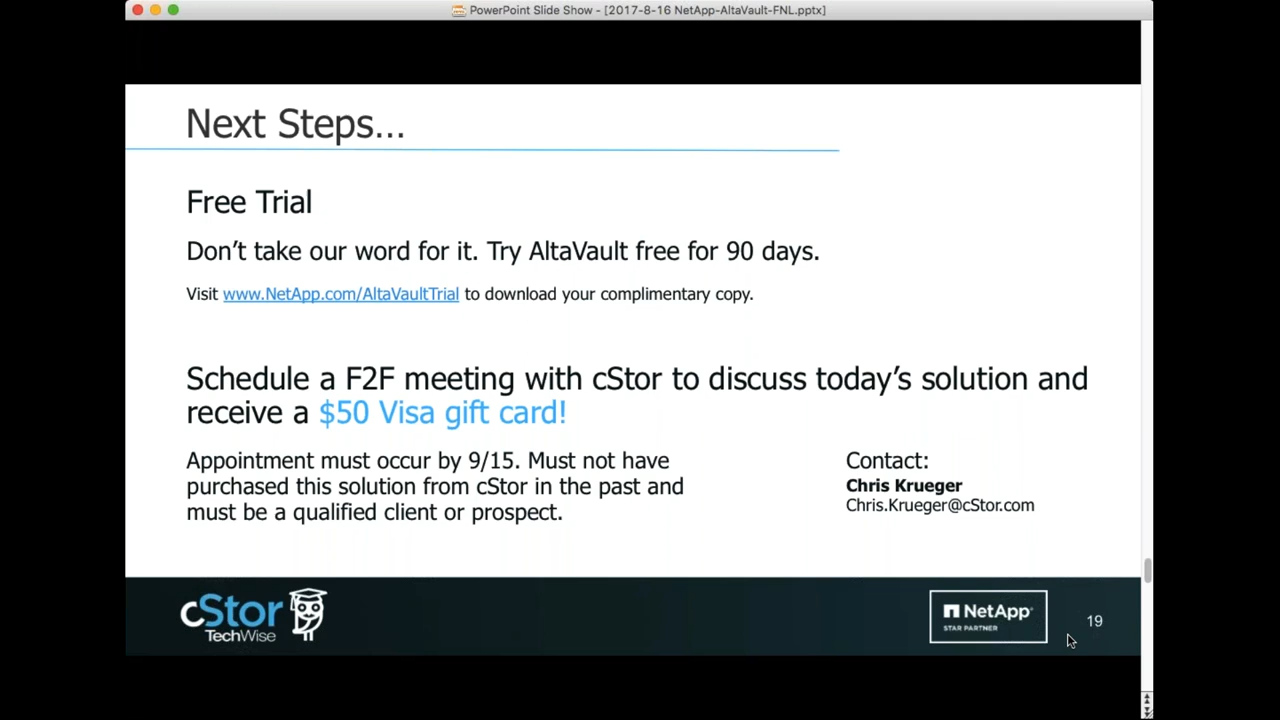 PowerPoint Slide Show - [2017-8-16 NetApp-AltaVault-FNL.pptx]
Next Steps...
Free Trial
Don't take our word for it. Try AltaVault free for 90 days.
Visit www.NetApp.com/AltaVaultTrial to download your complimentary copy.
Schedule a F2F meeting with cStor to discuss today's solution and
receive a $50 Visa gift card!
Appointment must occur by 9/15. Must not have
purchased this solution from cStor in the past and
must be a qualified client or prospect.
Contact:
Chris Krueger
Chris.Krueger@cStor.com
cStor
TechWise
NetApp
STAR PARTNER
19